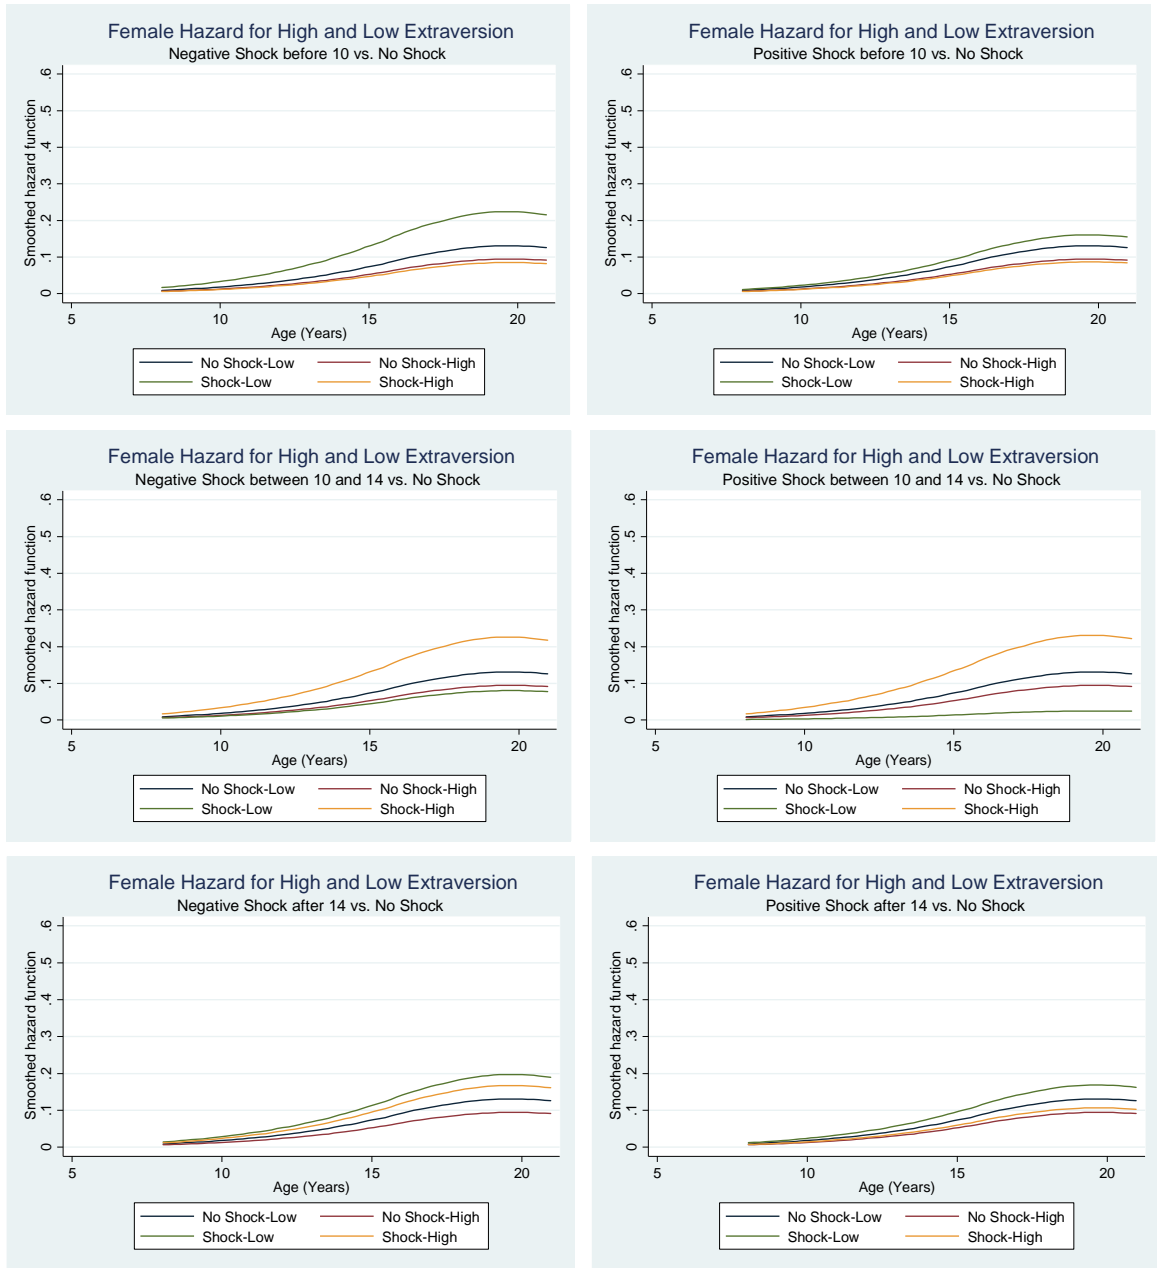 Female Hazard for High and Low Extraversion
Negative Shock before 10 vs. No Shock
Smoothed hazard function
.6
.5
.4
.3
.2
.1
0
5 10 15 20
Age (Years)
No Shock-Low No Shock-High
Shock-Low Shock-High
Female Hazard for High and Low Extraversion
Positive Shock before 10 vs. No Shock
Smoothed hazard function
.6
.5
.4
.3
.2
.1
0
5 10 15 20
Age (Years)
No Shock-Low No Shock-High
Shock-Low Shock-High
Female Hazard for High and Low Extraversion
Negative Shock between 10 and 14 vs. No Shock
Smoothed hazard function
.6
.5
.4
.3
.2
.1
0
5 10 15 20
Age (Years)
No Shock-Low No Shock-High
Shock-Low Shock-High
Female Hazard for High and Low Extraversion
Positive Shock between 10 and 14 vs. No Shock
Smoothed hazard function
.6
.5
.4
.3
.2
.1
0
5 10 15 20
Age (Years)
No Shock-Low No Shock-High
Shock-Low Shock-High
Female Hazard for High and Low Extraversion
Negative Shock after 14 vs. No Shock
Smoothed hazard function
.6
.5
.4
.3
.2
.1
0
5 10 15 20
Age (Years)
No Shock-Low No Shock-High
Shock-Low Shock-High
Female Hazard for High and Low Extraversion
Positive Shock after 14 vs. No Shock
Smoothed hazard function
.6
.5
.4
.3
.2
.1
0
5 10 15 20
Age (Years)
No Shock-Low No Shock-High
Shock-Low Shock-High